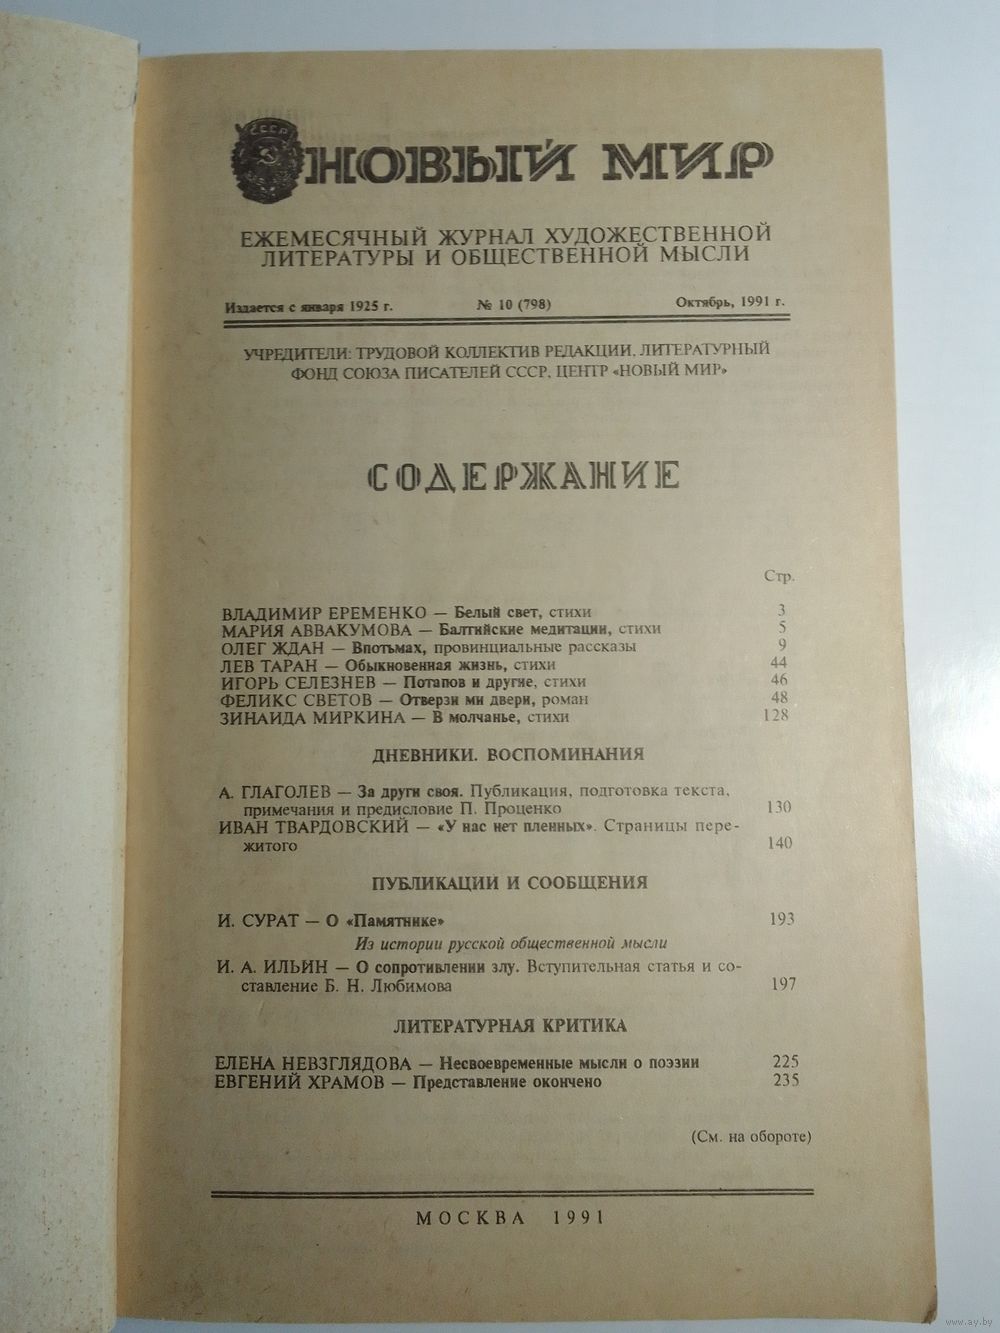 СССР
НОВЫЙ МИР
ЕЖЕМЕСЯЧНЫЙ ЖУРНАЛ ХУДОЖЕСТВЕННОЙ
ЛИТЕРАТУРЫ И ОБЩЕСТВЕННОЙ МЫСЛИ
Издается с января 1925 г. № 10 (798) Октябрь, 1991 г.
УЧРЕДИТЕЛИ: ТРУДОВОЙ КОЛЛЕКТИВ РЕДАКЦИИ, ЛИТЕРАТУРНЫЙ
ФОНД СОЮЗА ПИСАТЕЛЕЙ СССР, ЦЕНТР «НОВЫЙ МИР»
СОДЕРЖАНИЕ
Стр.
ВЛАДИМИР ЕРЕМЕНКО — Белый свет, стихи 3
МАРИЯ АВВАКУМОВА — Балтийские медитации, стихи 5
ОЛЕГ ЖДАН — Впотьмах, провинциальные рассказы 9
ЛЕВ ТАРАН — Обыкновенная жизнь, стихи 44
ИГОРЬ СЕЛЕЗНЕВ — Потапов и другие, стихи 46
ФЕЛИКС СВЕТОВ — Отверзи ми двери, роман 48
ЗИНАИДА МИРКИНА — В молчанье, стихи 128
ДНЕВНИКИ. ВОСПОМИНАНИЯ
А. ГЛАГОЛЕВ — За други своя. Публикация, подготовка текста,
примечания и предисловие П. Проценко 130
ИВАН ТВАРДОВСКИЙ — «У нас нет пленных». Страницы пере-
житого 140
ПУБЛИКАЦИИ И СООБЩЕНИЯ
И. СУРАТ — О «Памятнике» 193
Из истории русской общественной мысли
И. А. ИЛЬИН — О сопротивлении злу. Вступительная статья и со-
ставление Б. Н. Любимова 197
ЛИТЕРАТУРНАЯ КРИТИКА
ЕЛЕНА НЕВЗГЛЯДОВА — Несвоевременные мысли о поэзии 225
ЕВГЕНИЙ ХРАМОВ — Представление окончено 235
(См. на обороте)
МОСКВА 1991
www.ay.by